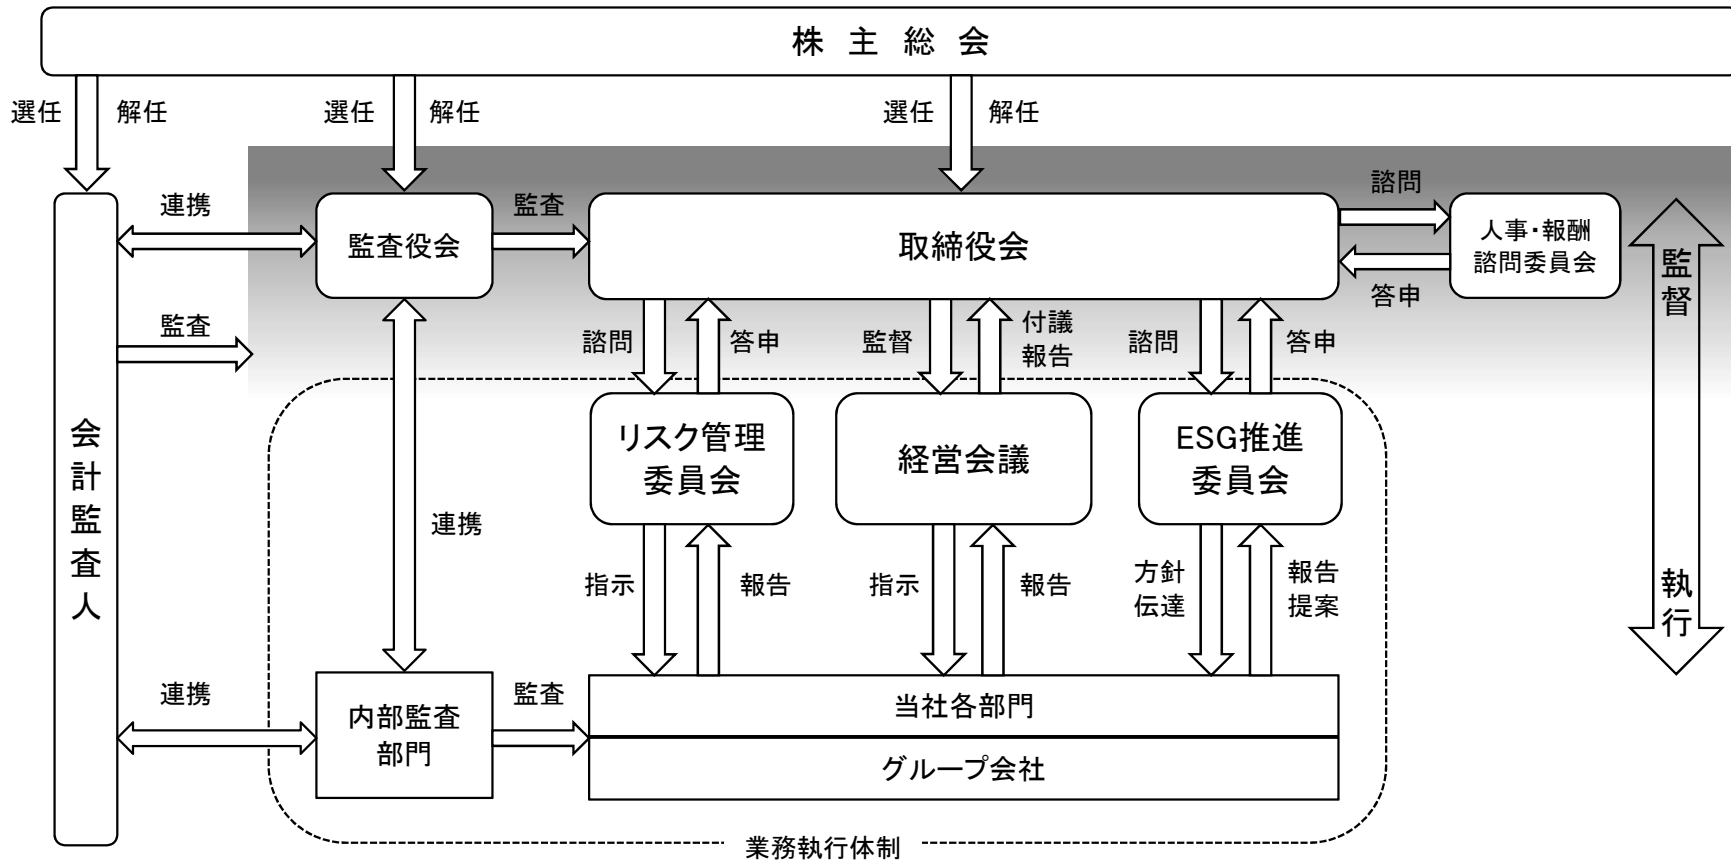 株主総会
選任
解任
選任
解任
選任
解任
連携
監査役会
監査
取締役会
諮問
人事・報酬
諮問委員会
答申
監督
監査
諮問
答申
監督
付議
報告
諮問
答申
会計監査人
リスク管理
委員会
経営会議
ESG推進
委員会
連携
指示
報告
指示
報告
方針
伝達
報告
提案
執行
連携
内部監査
部門
監査
当社各部門
グループ会社
業務執行体制